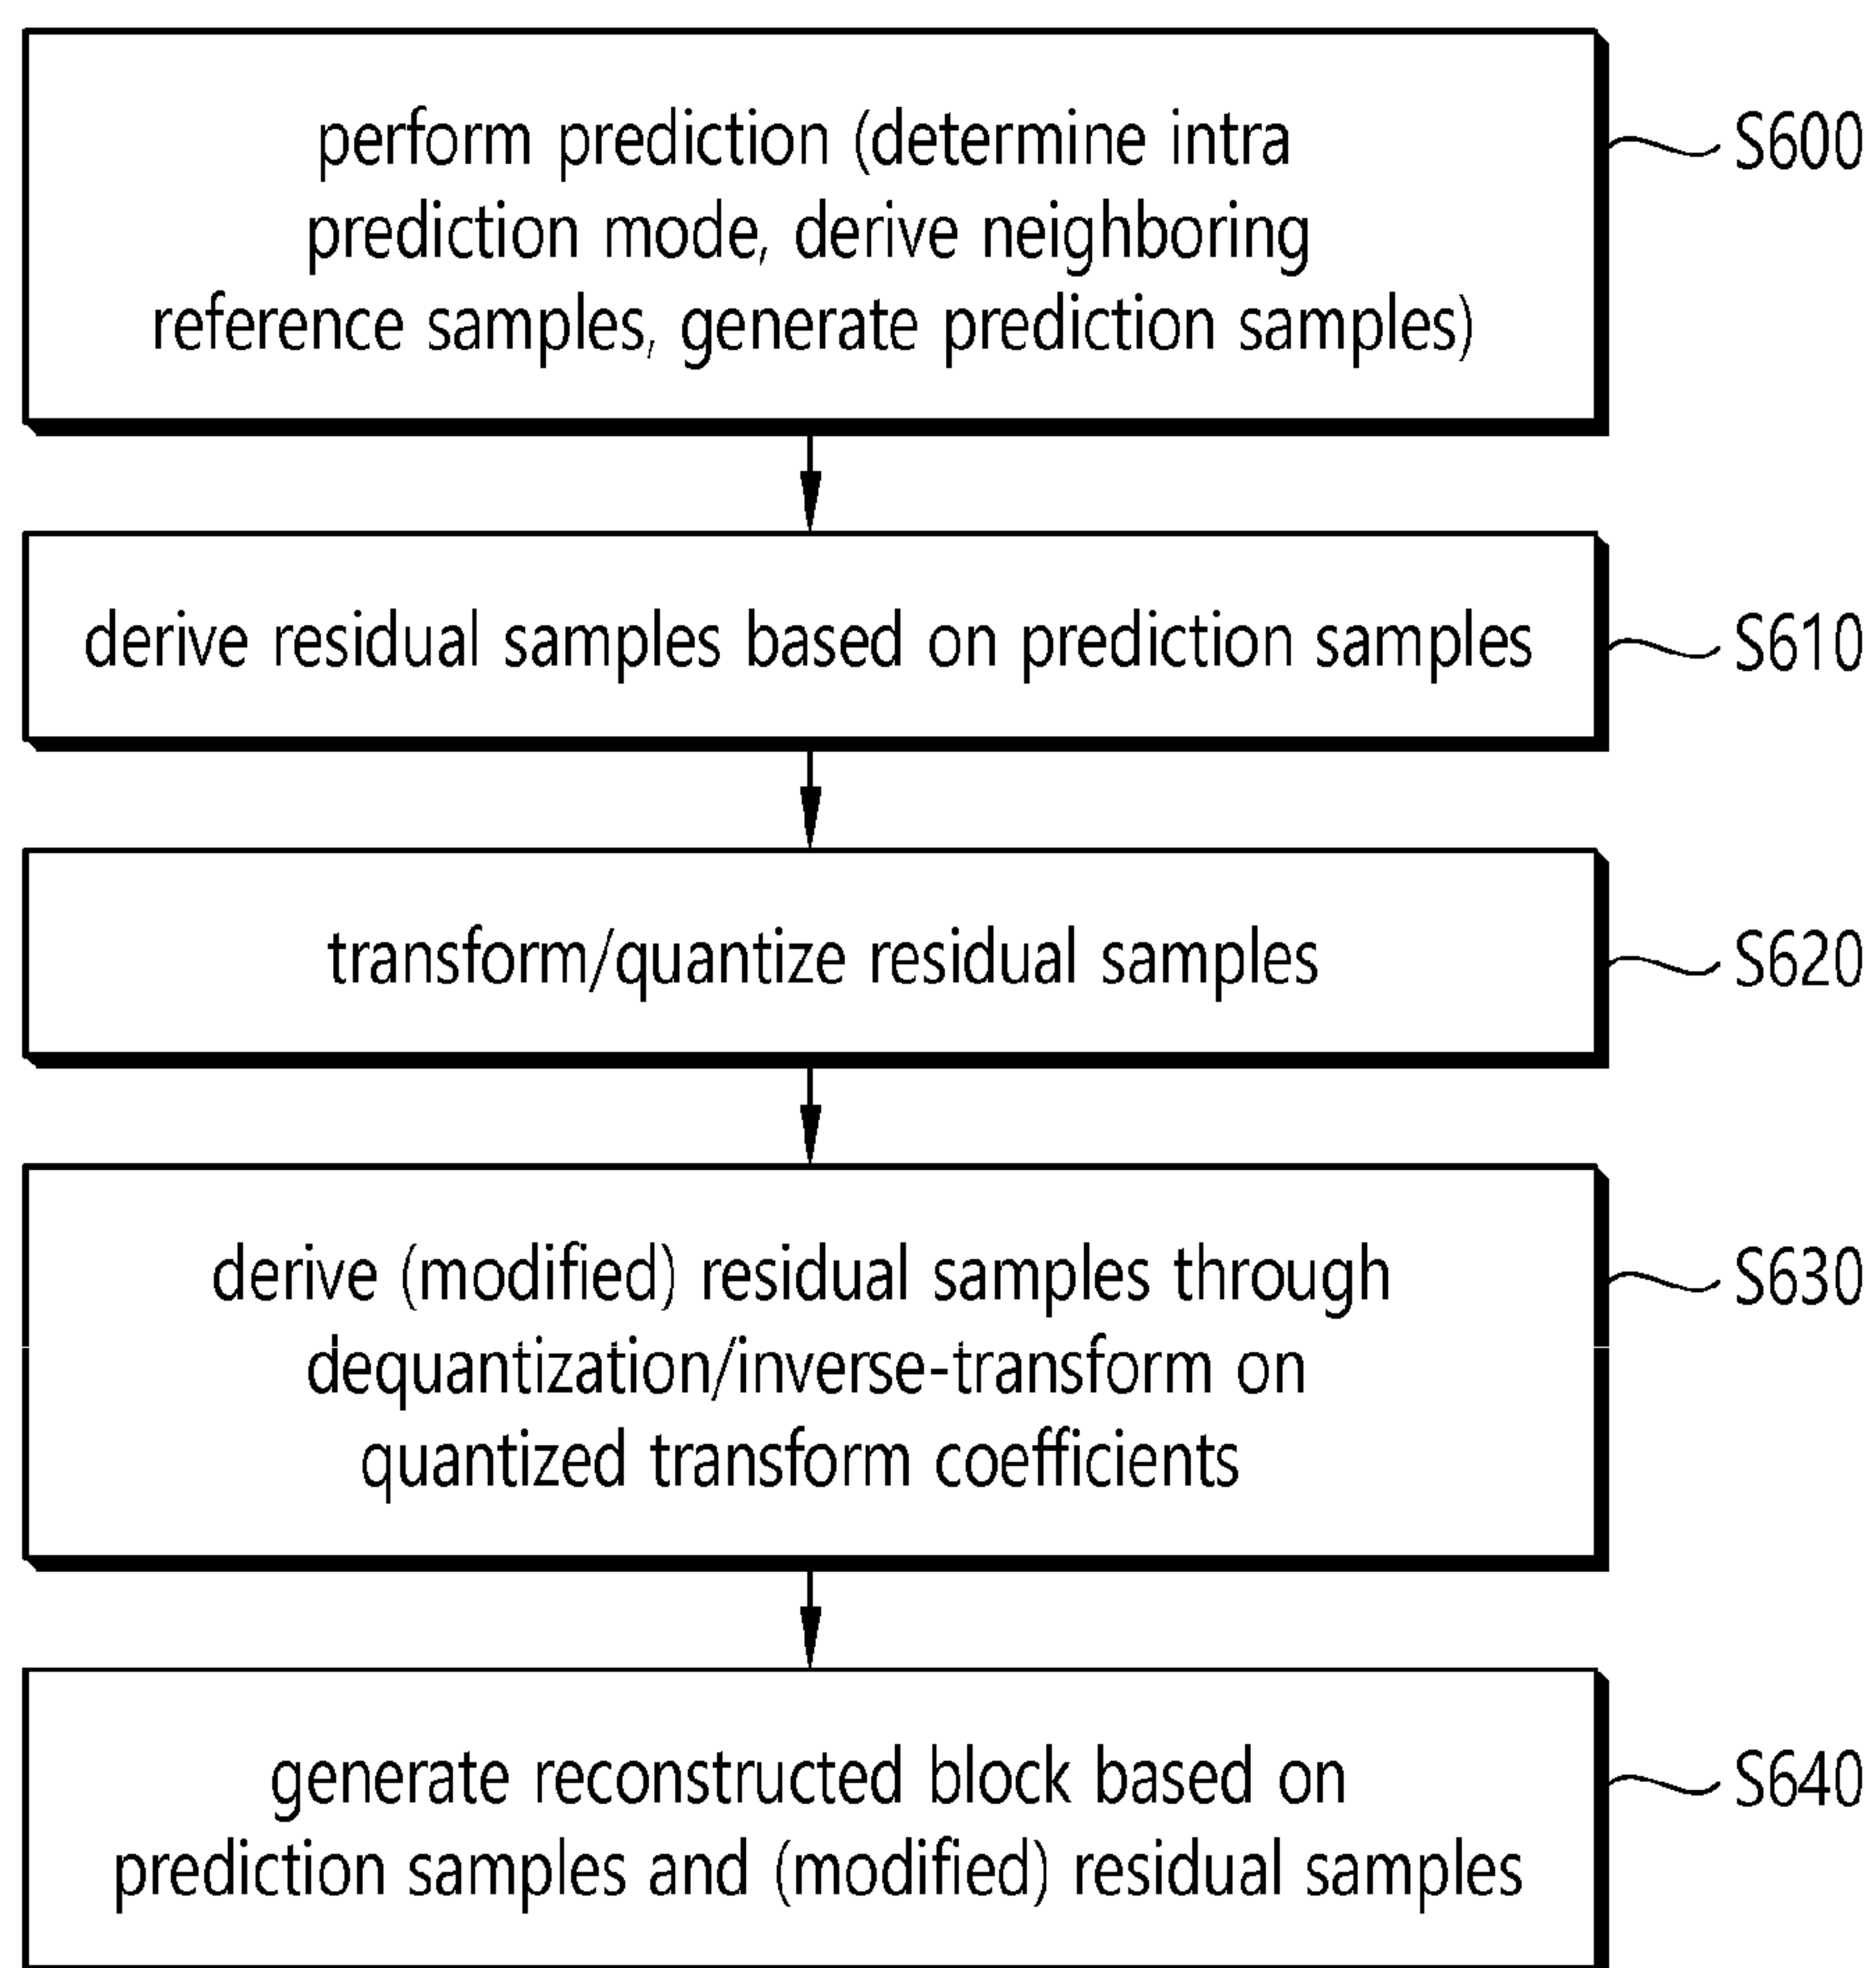 perform prediction (determine intra
prediction mode, derive neighboring
reference samples, generate prediction samples)
S600
derive residual samples based on prediction samples
S610
transform/quantize residual samples
S620
derive (modified) residual samples through
dequantization/inverse-transform on
quantized transform coefficients
S630
generate reconstructed block based on
prediction samples and (modified) residual samples
S640